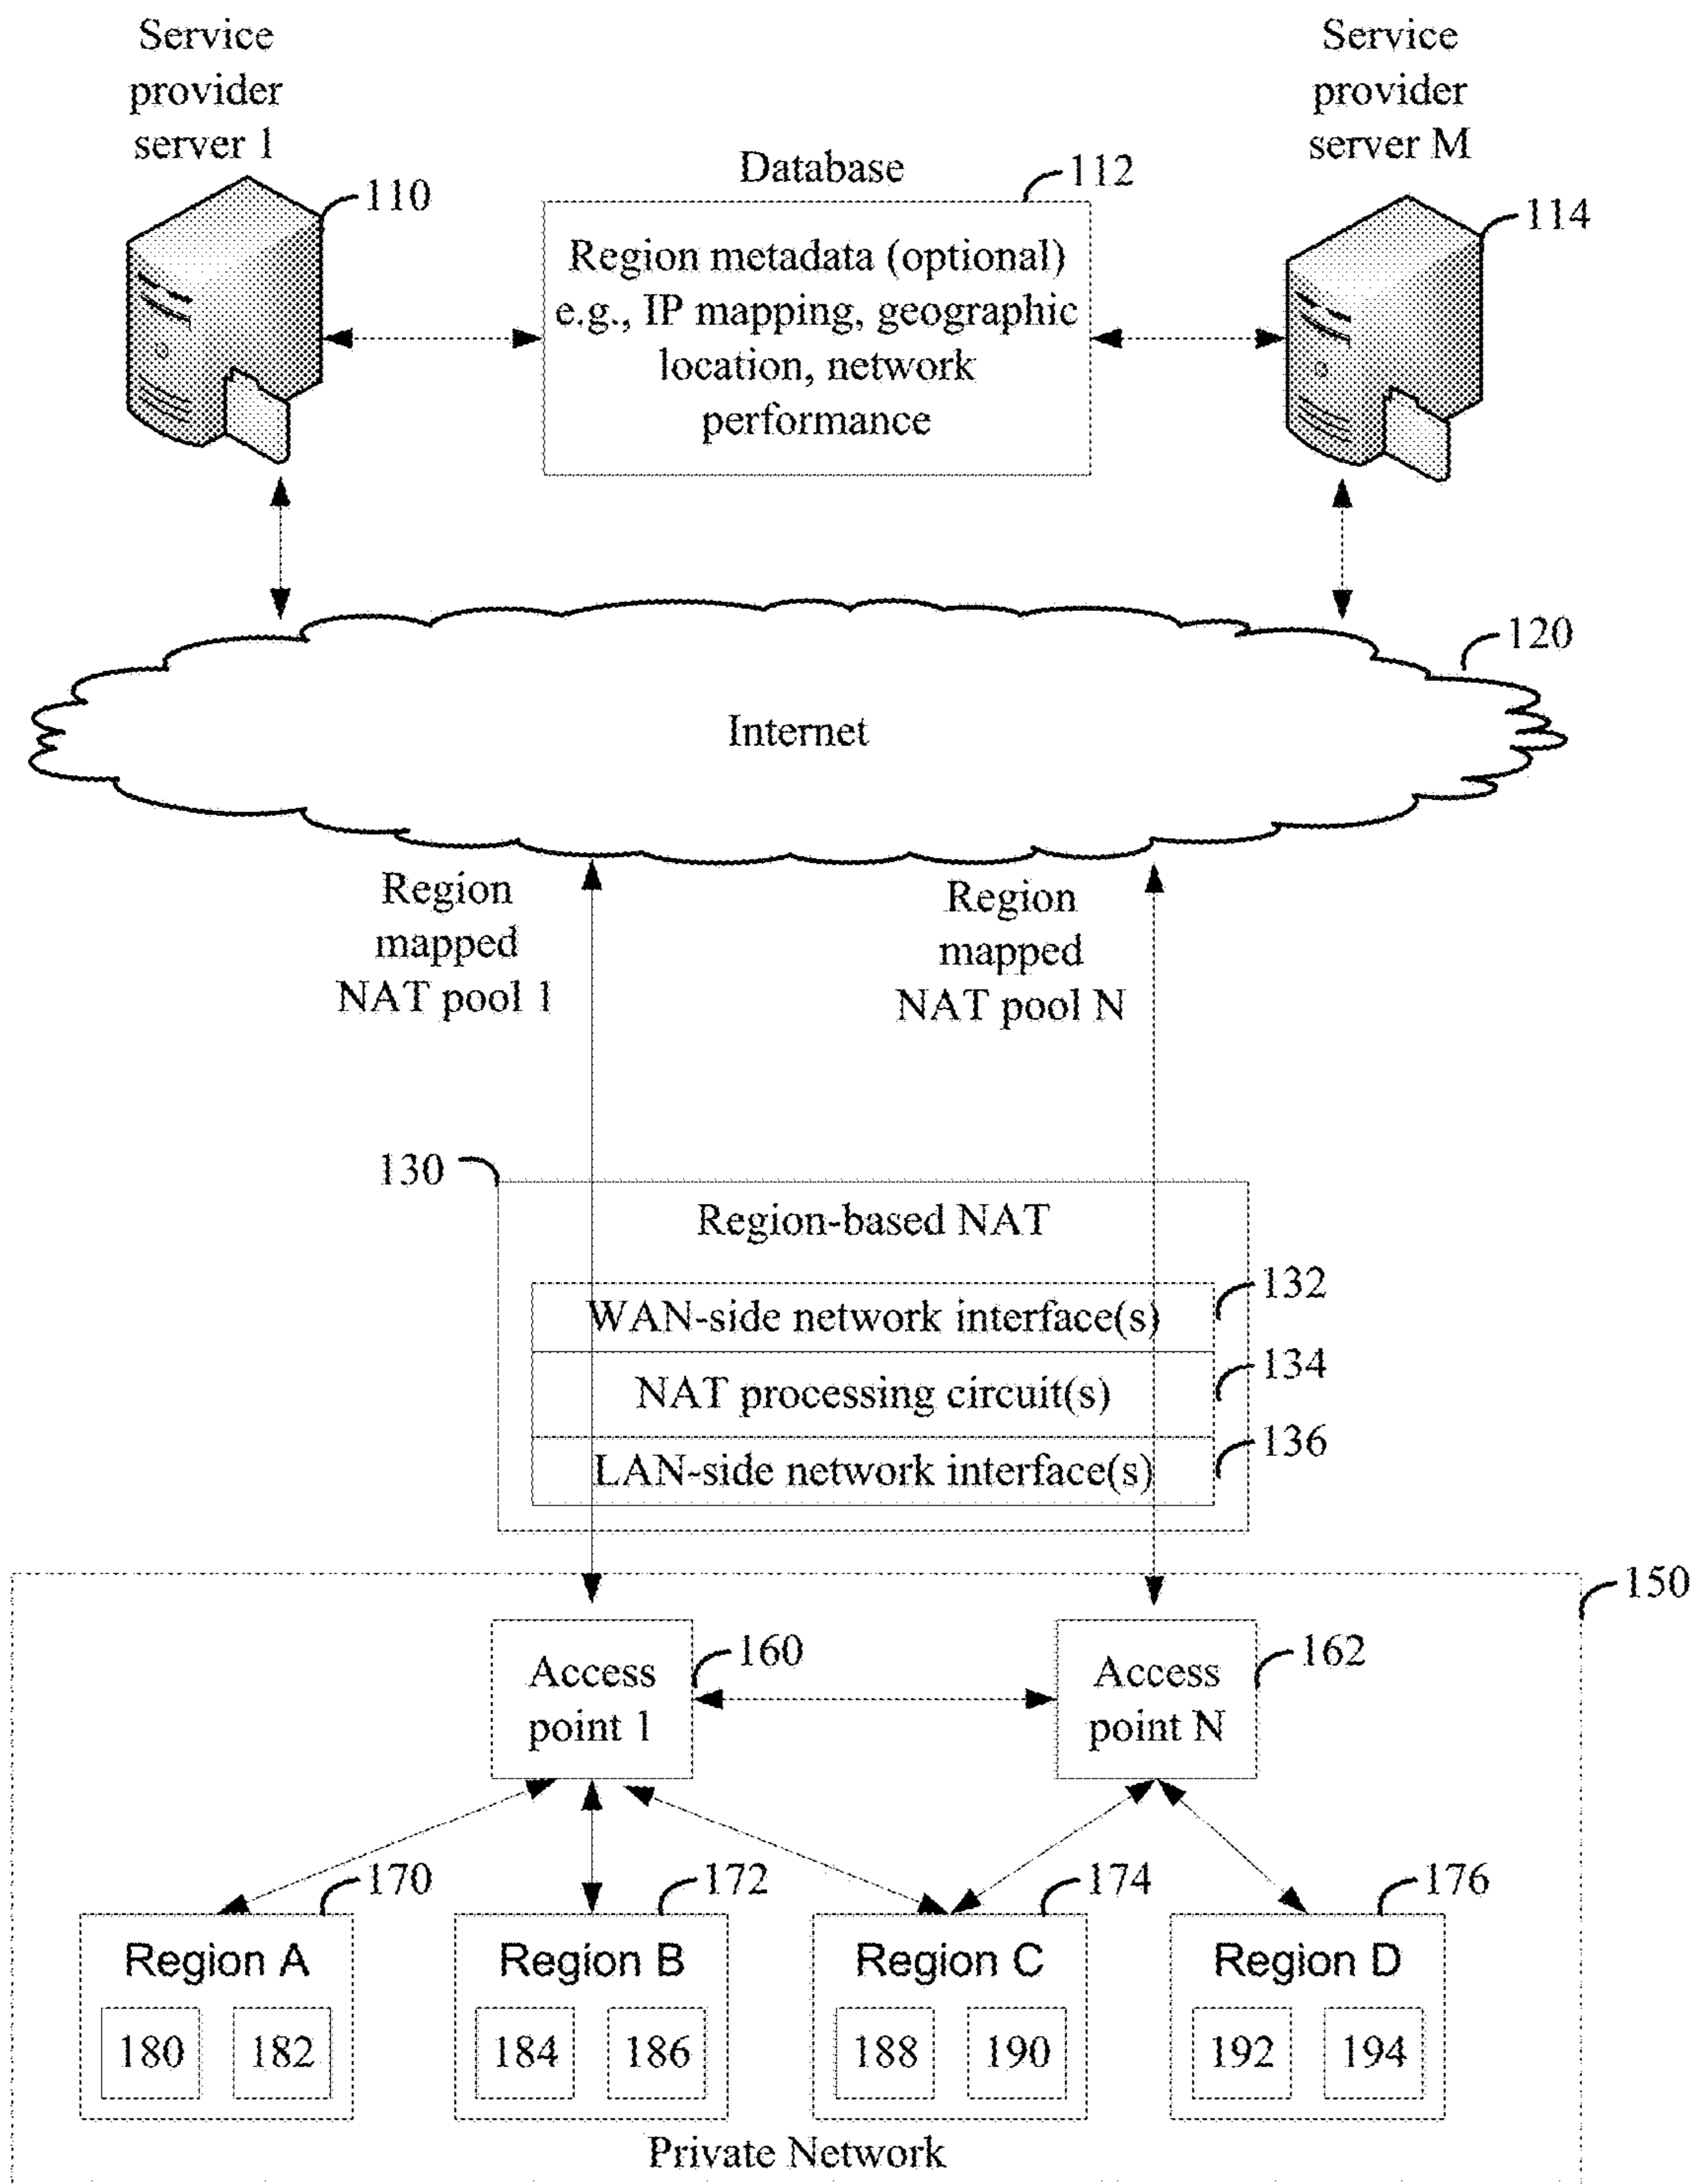 Service
provider
server 1
Service
provider
server M
Database
112
110
114
Region metadata (optional)
e.g., IP mapping, geographic
location, network
performance
120
Internet
Region
mapped
NAT pool 1
Region
mapped
NAT pool N
130
Region-based NAT
132
WAN-side network interface(s)
134
NAT processing circuit(s)
136
LAN-side network interface(s)
150
Access
point 1
160
Access
point N
162
170
172
174
176
Region A
Region B
Region C
Region D
180
182
184
186
188
190
192
194
Private Network